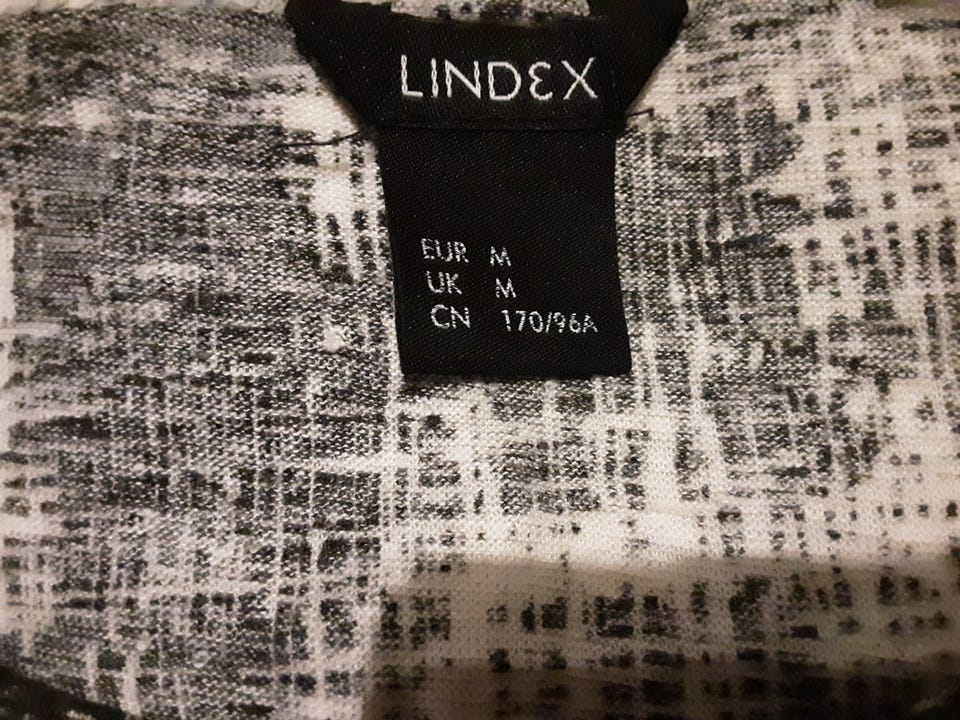 LINDEX
EUR M
UK M
CN 170/96A